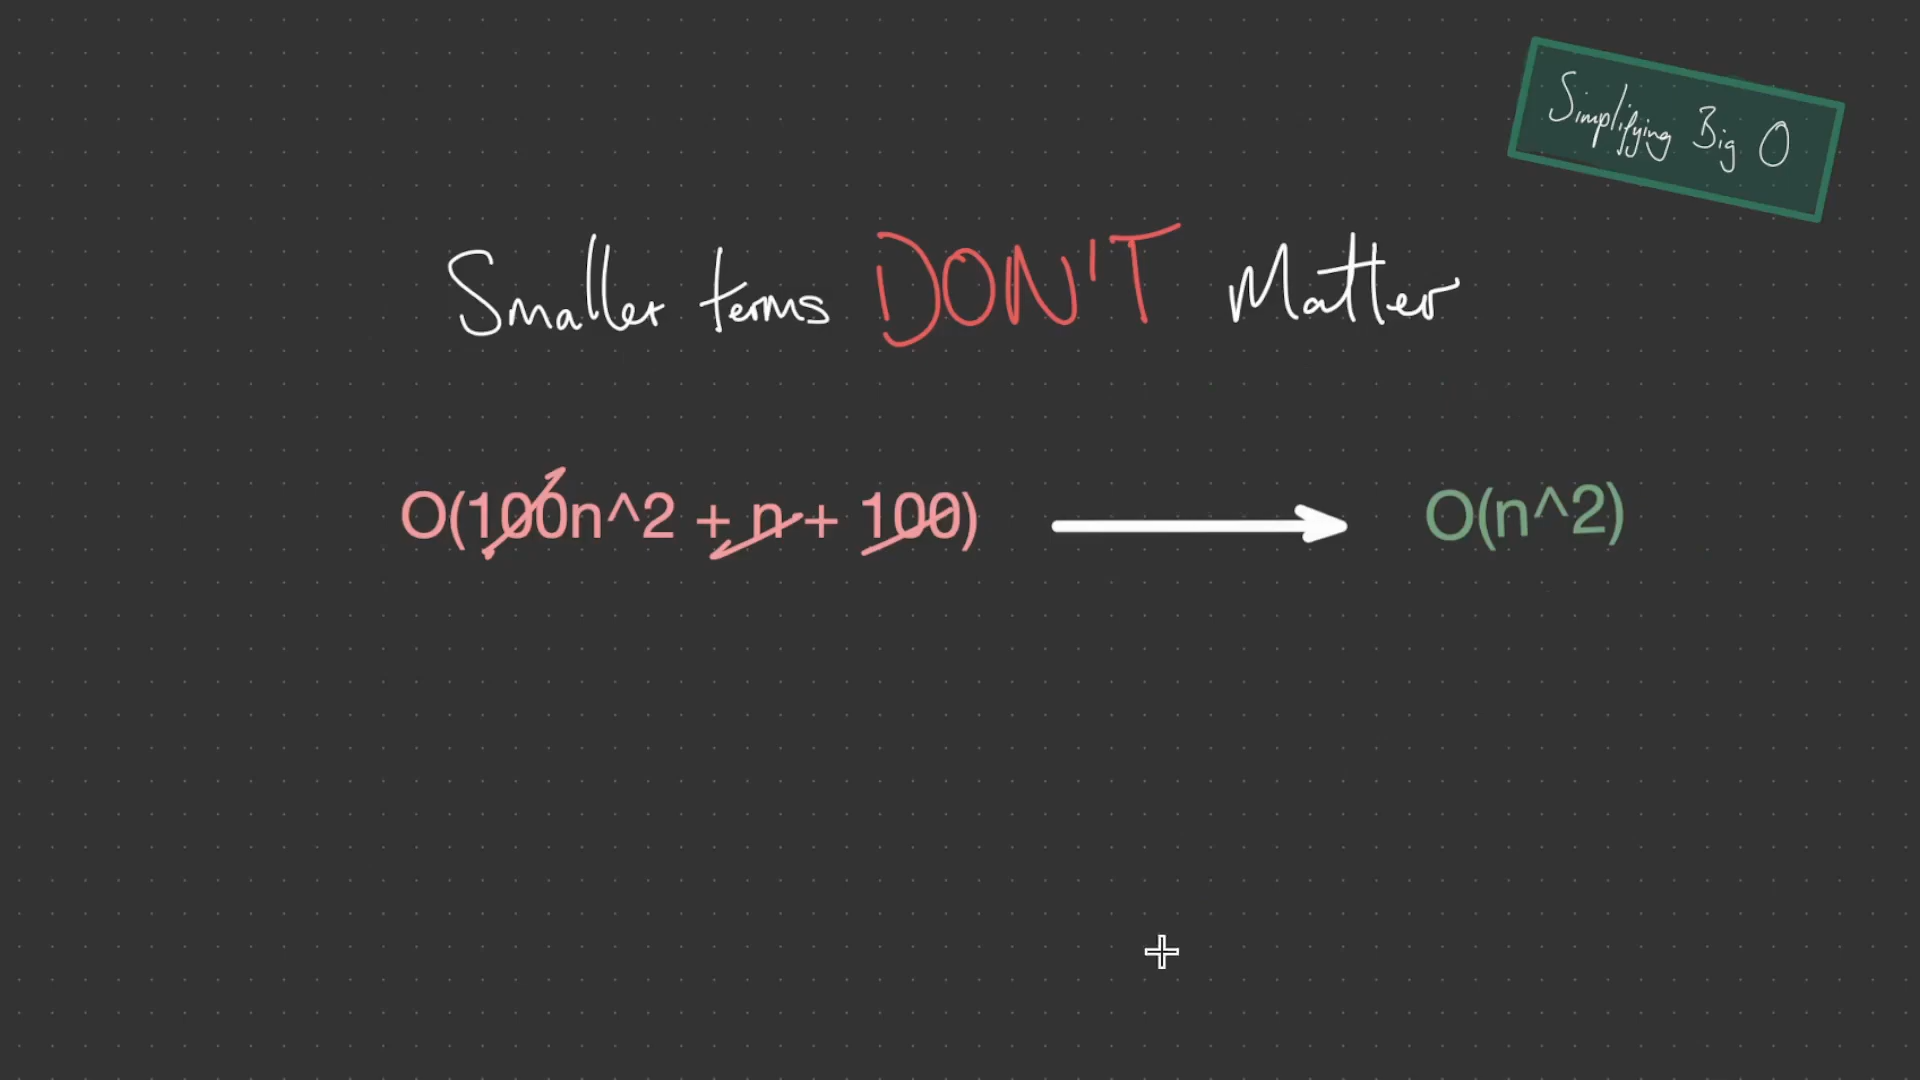 Simplifying Big O
Smaller terms DON'T Matter
O(100n^2 + n + 100)
O(n^2)